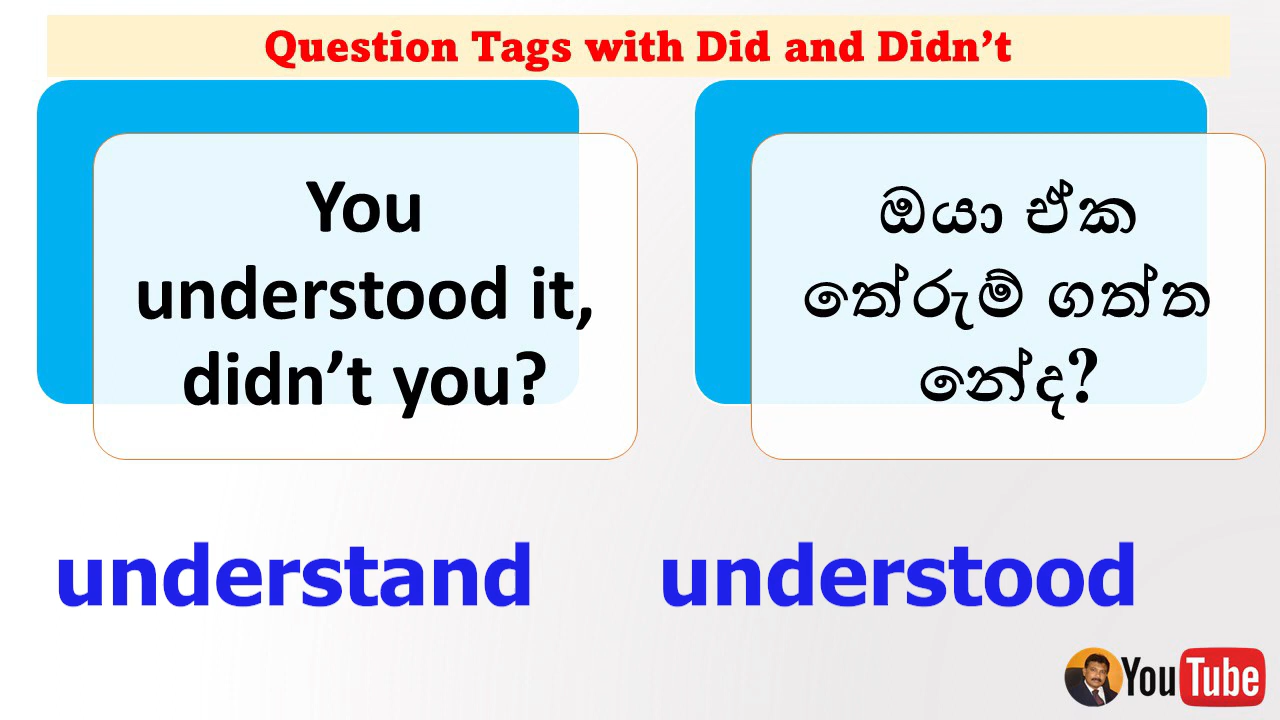 Question Tags with Did and Didn’t
You
understood it,
didn’t you?
ඔයා ඒක
තේරුම් ගත්ත
නේද?
understand
understood
YouTube